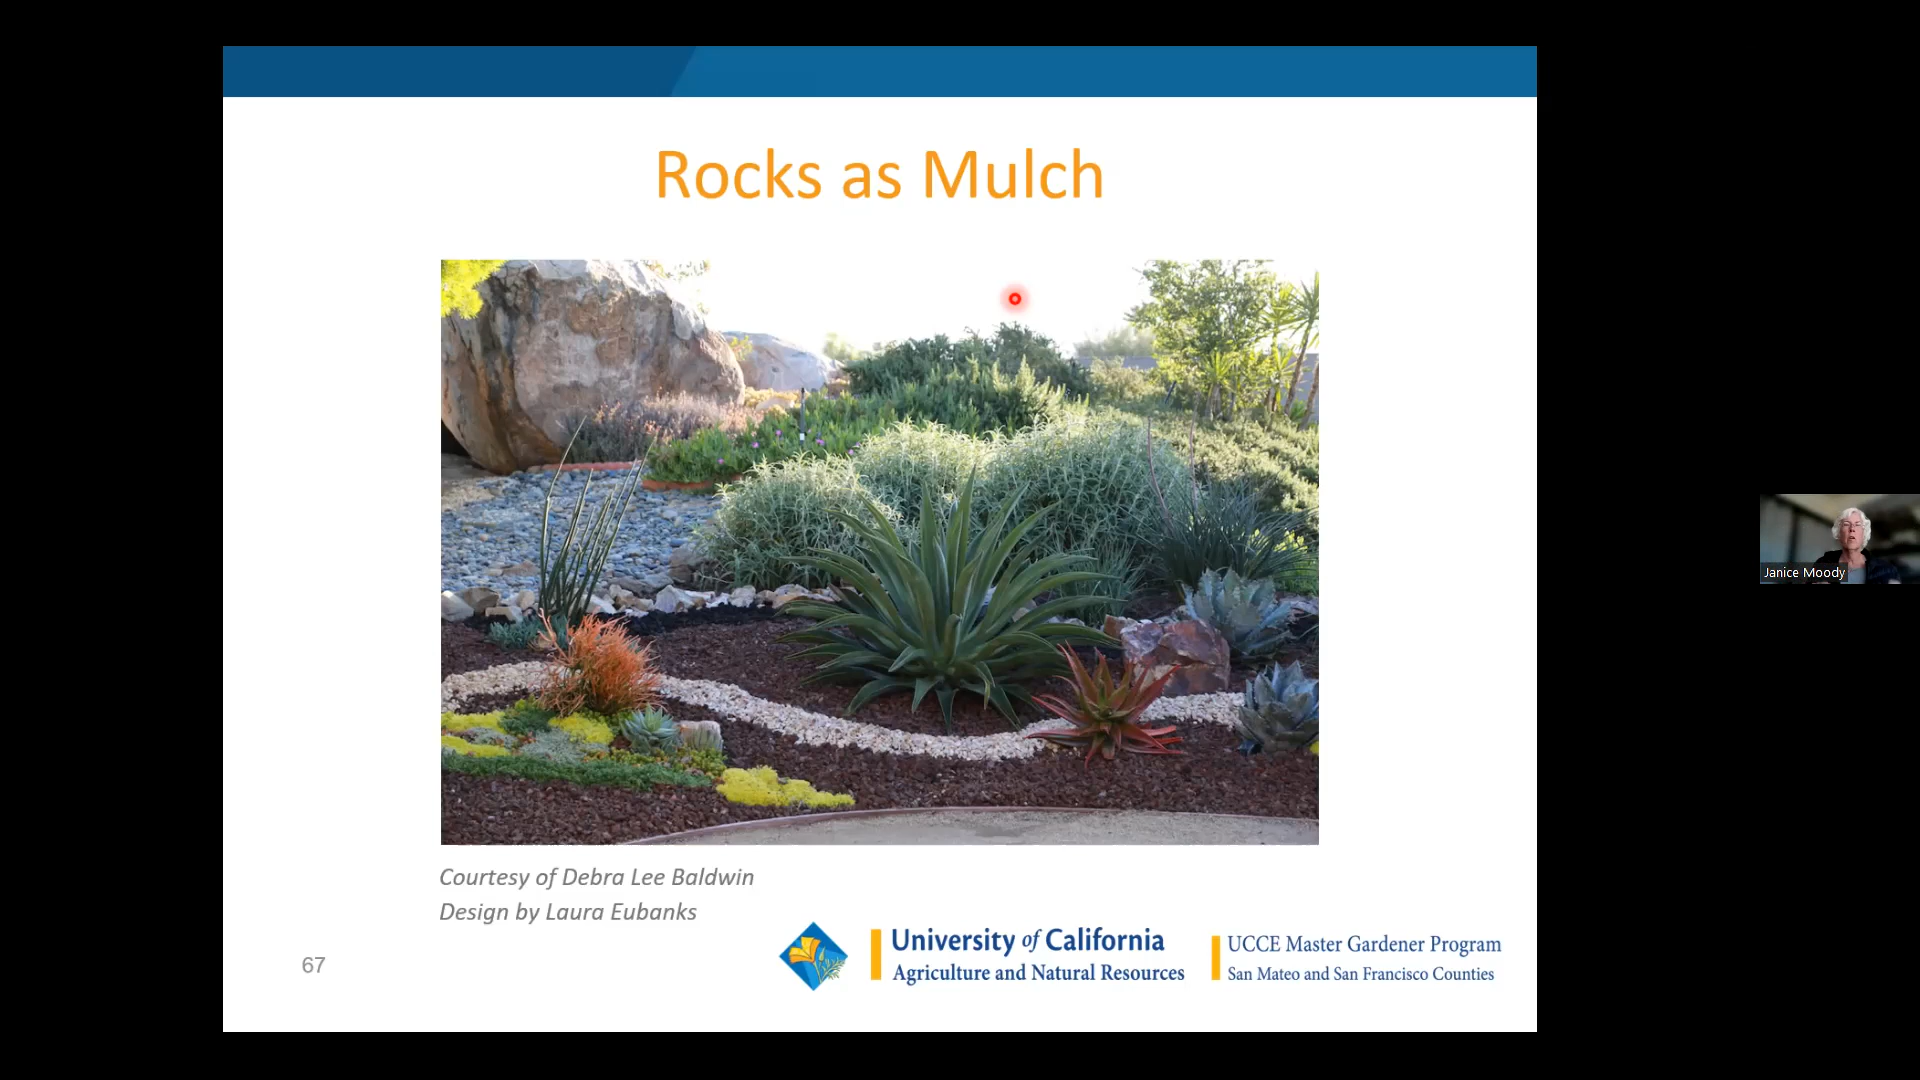 Rocks as Mulch
Courtesy of Debra Lee Baldwin
Design by Laura Eubanks
67
University of California
Agriculture and Natural Resources
UCCE Master Gardener Program
San Mateo and San Francisco Counties
Janice Moody